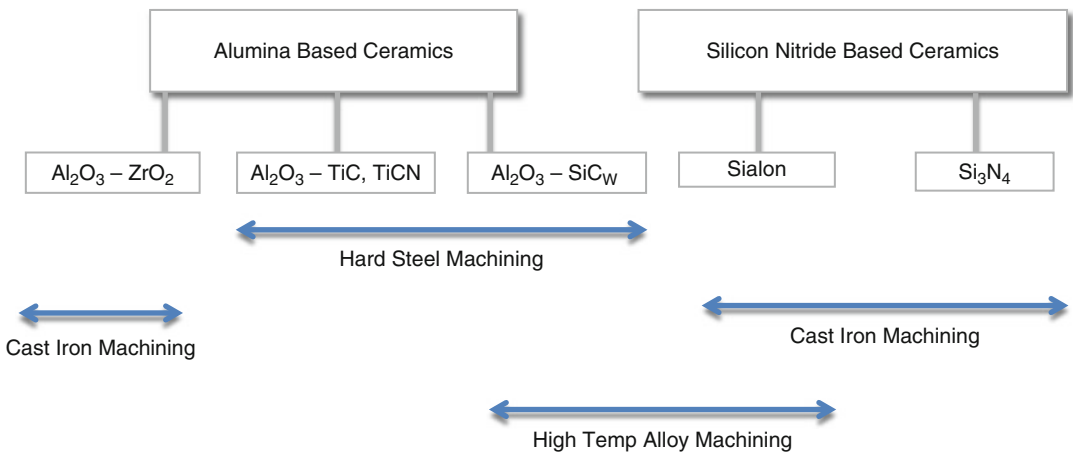 Alumina Based Ceramics
Silicon Nitride Based Ceramics
Al₂O₃ – ZrO₂
Al₂O₃ – TiC, TiCN
Al₂O₃ – SiC_W
Sialon
Si₃N₄
Hard Steel Machining
Cast Iron Machining
Cast Iron Machining
High Temp Alloy Machining